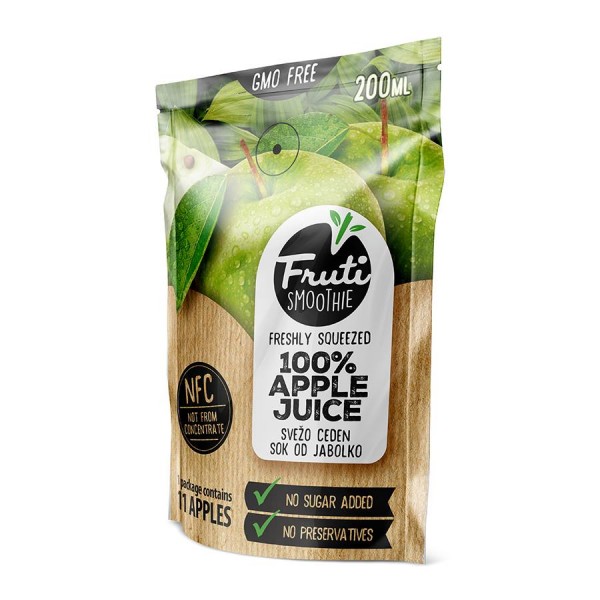 GMO FREE
200ML
Fruti
SMOOTHIE
FRESHLY SQUEEZED
100%
APPLE
JUICE
SVEŽO CEDEN
SOK OD JABOLKO
NFC
NOT FROM
CONCENTRATE
package contains
11 APPLES
NO SUGAR ADDED
NO PRESERVATIVES